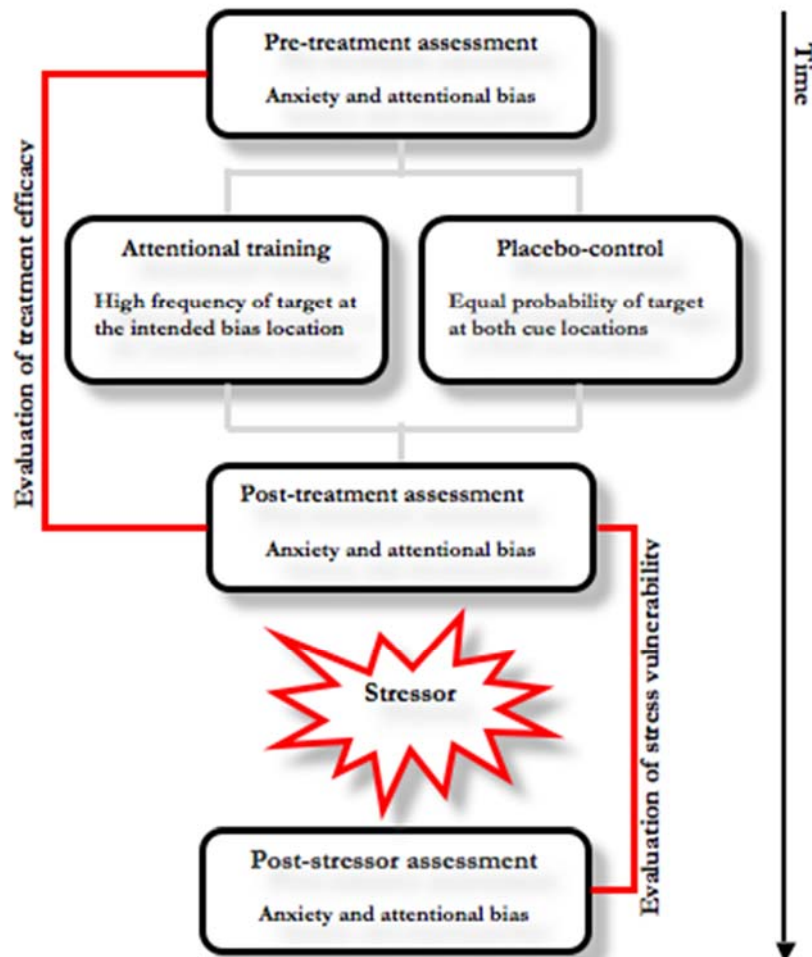 Pre-treatment assessment
Anxiety and attentional bias
Time
Evaluation of treatment efficacy
Attentional training
High frequency of target at
the intended bias location
Placebo-control
Equal probability of target
at both cue locations
Post-treatment assessment
Anxiety and attentional bias
Stressor
Evaluation of stress vulnerability
Post-stressor assessment
Anxiety and attentional bias